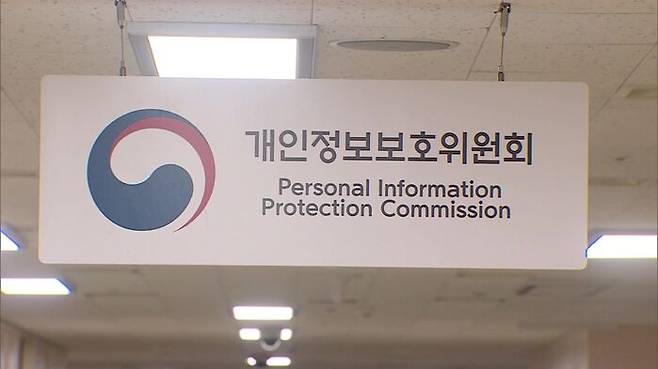 개인정보보호위원회
Personal Information
Protection Commission